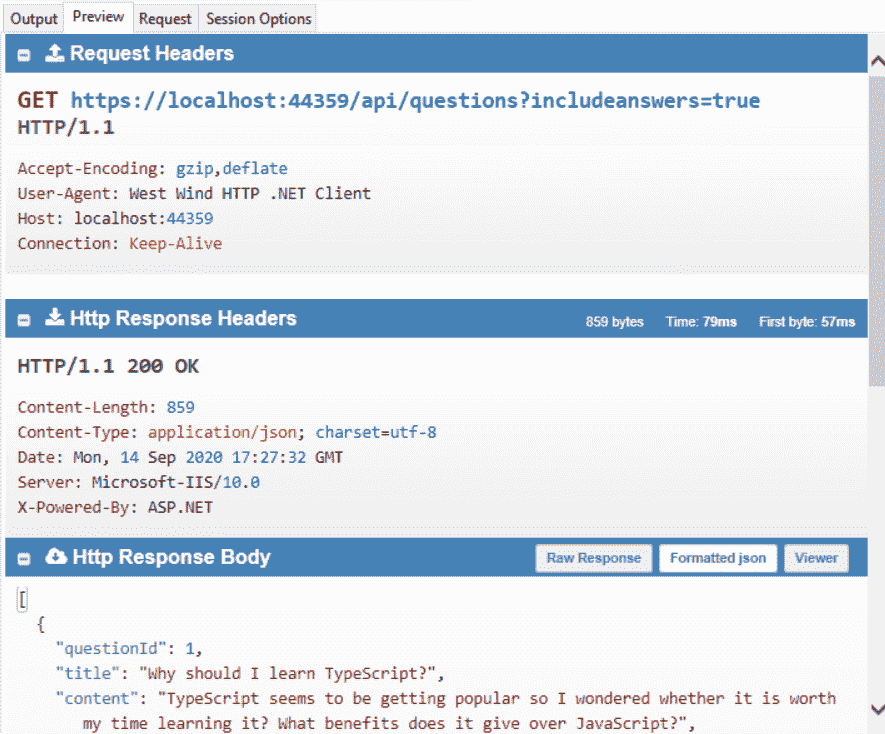 Output Preview Request Session Options
Request Headers
GET https://localhost:44359/api/questions?includeanswers=true
HTTP/1.1
Accept-Encoding: gzip,deflate
User-Agent: West Wind HTTP .NET Client
Host: localhost:44359
Connection: Keep-Alive
Http Response Headers 859 bytes Time: 79ms First byte: 57ms
HTTP/1.1 200 OK
Content-Length: 859
Content-Type: application/json; charset=utf-8
Date: Mon, 14 Sep 2020 17:27:32 GMT
Server: Microsoft-IIS/10.0
X-Powered-By: ASP.NET
Http Response Body Raw Response Formatted json Viewer
[
{
"questionId": 1,
"title": "Why should I learn TypeScript?",
"content": "TypeScript seems to be getting popular so I wondered whether it is worth
my time learning it? What benefits does it give over JavaScript?",